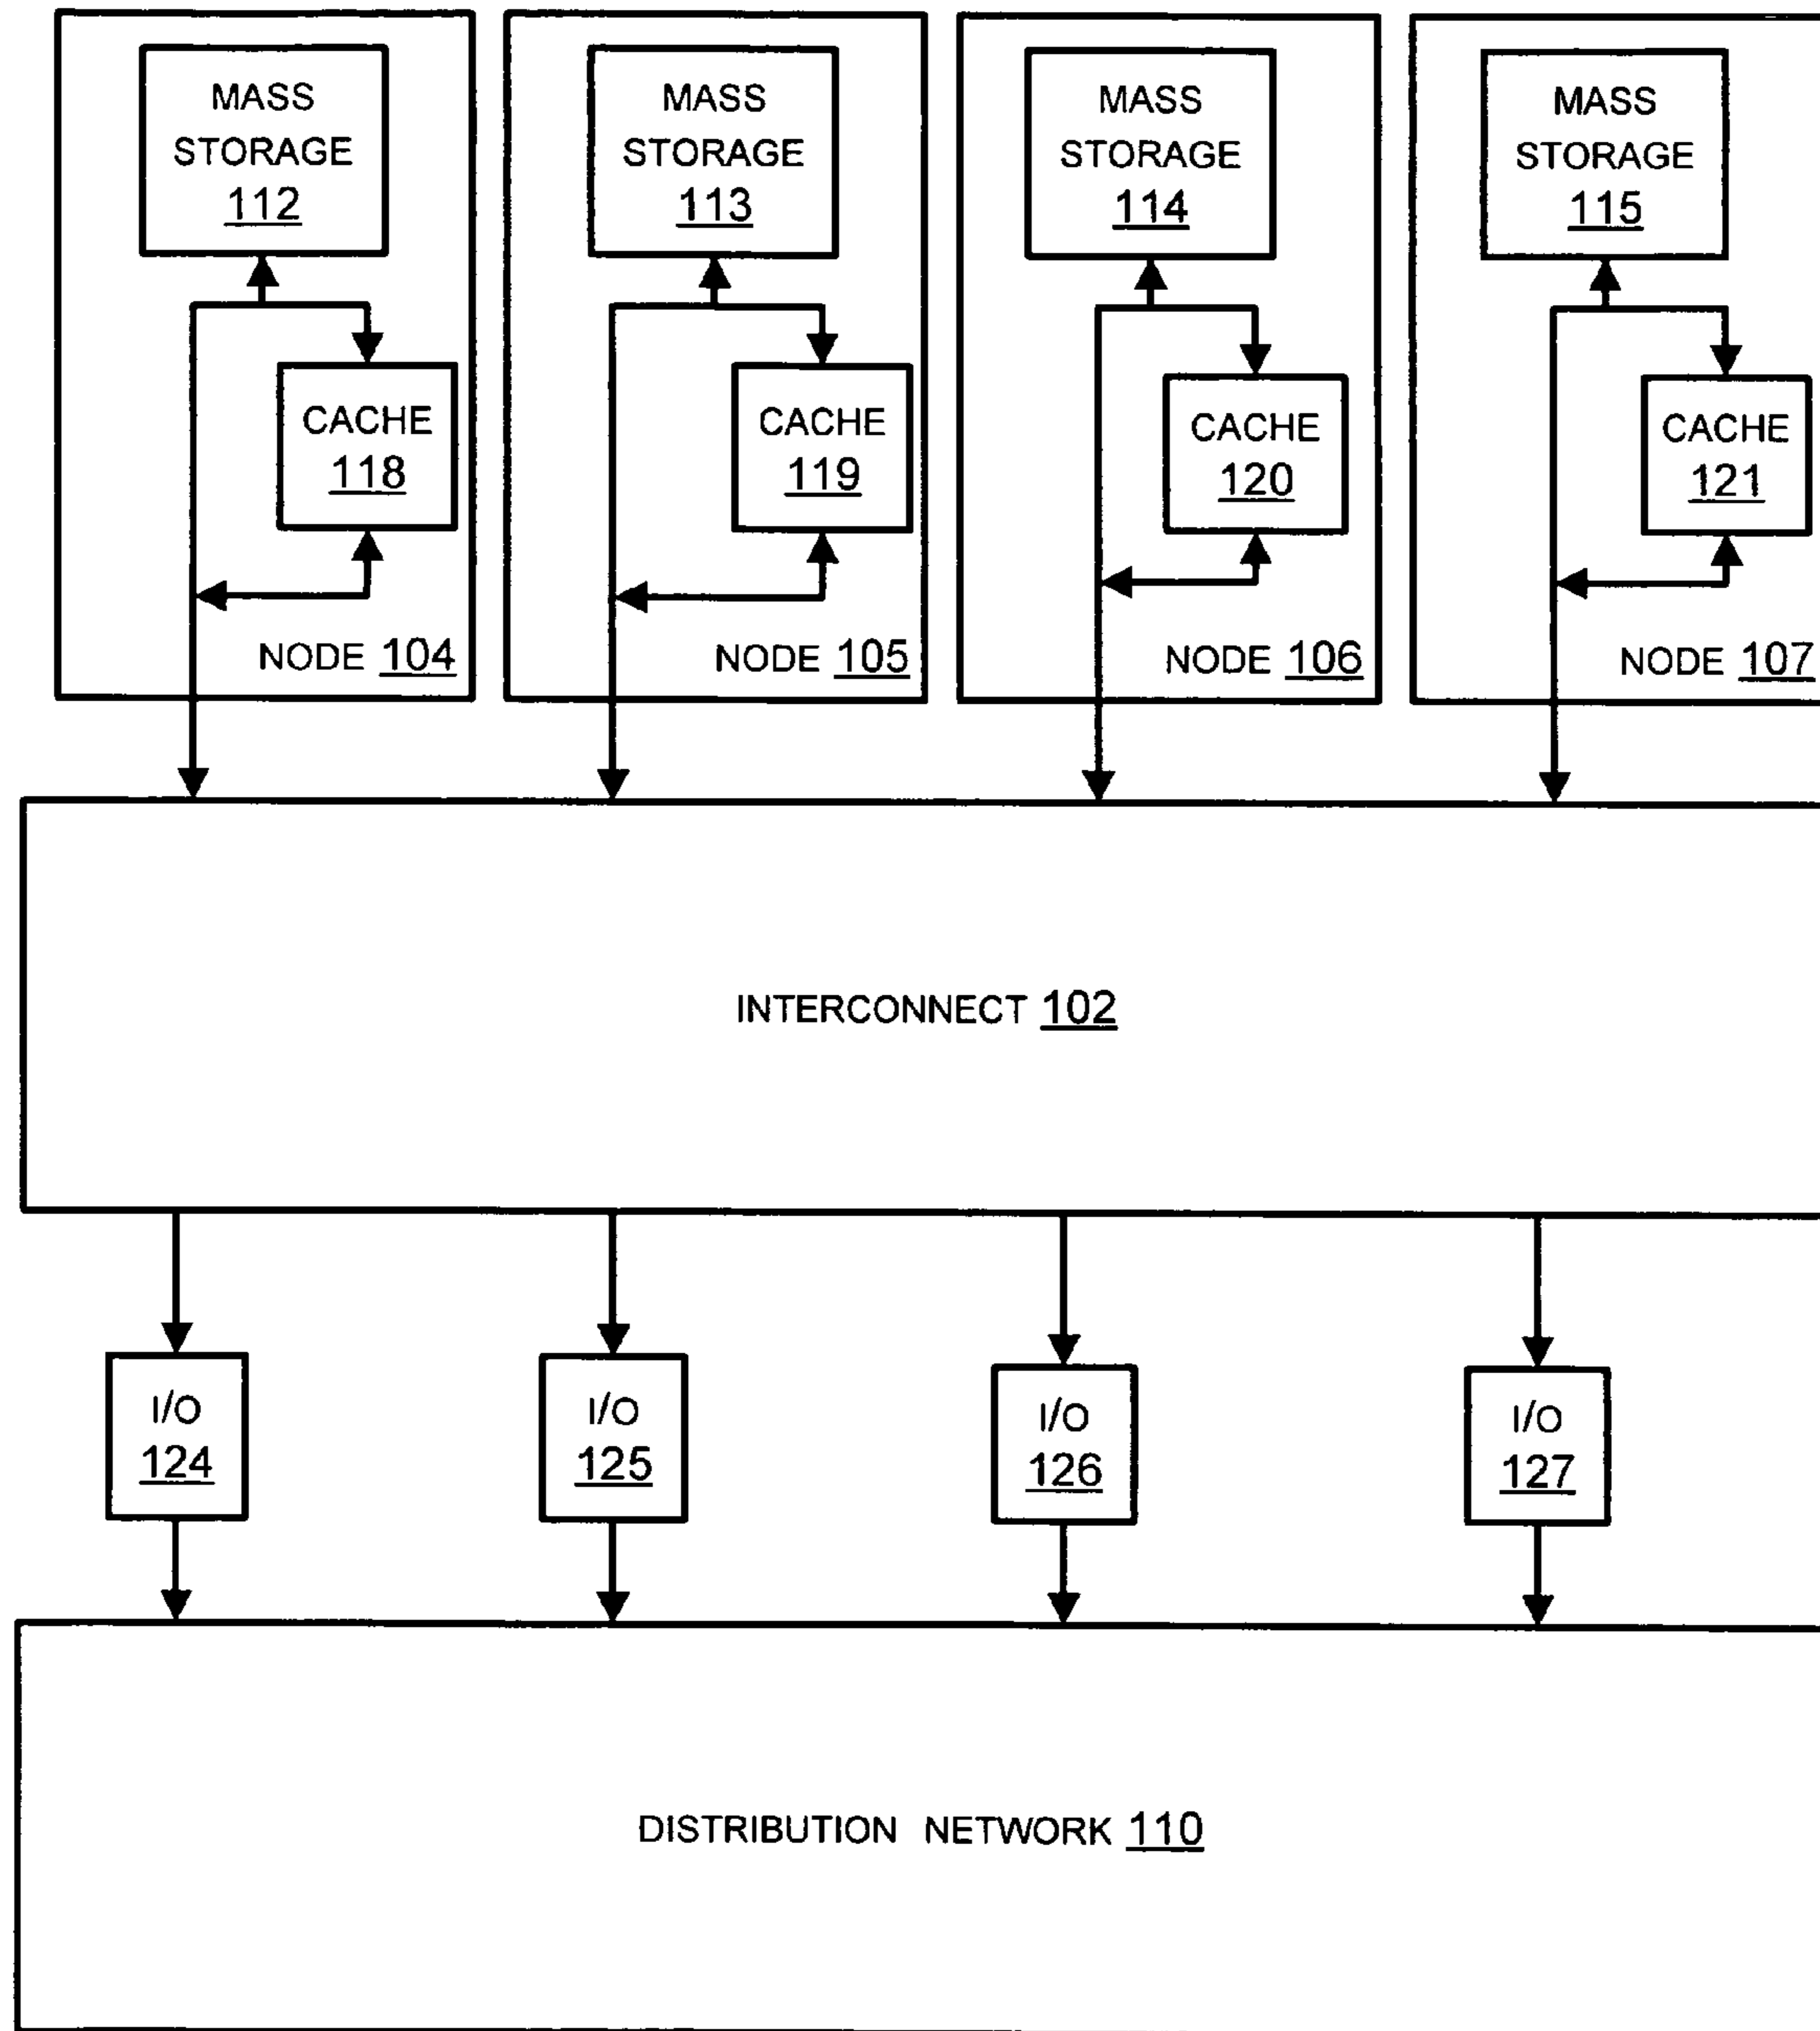 MASS
STORAGE
112
MASS
STORAGE
113
MASS
STORAGE
114
MASS
STORAGE
115
CACHE
118
CACHE
119
CACHE
120
CACHE
121
NODE 104
NODE 105
NODE 106
NODE 107
INTERCONNECT 102
I/O
124
I/O
125
I/O
126
I/O
127
DISTRIBUTION NETWORK 110